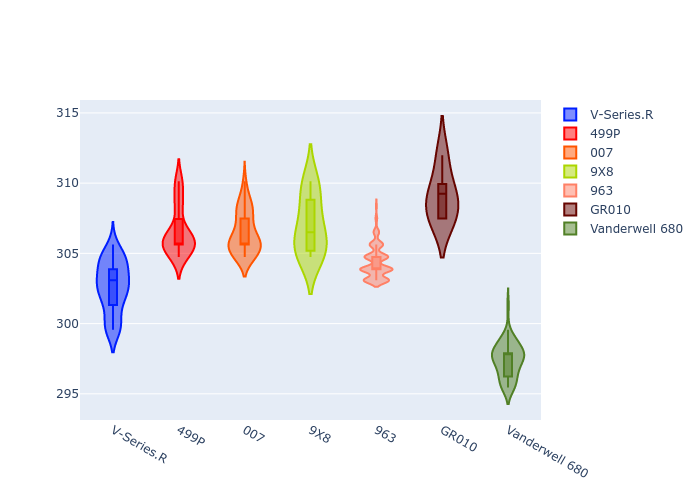 315
310
305
300
295
V-Series.R
499P
007
9X8
963
GR010
Vanderwell 680
V-Series.R
499P
007
9X8
963
GR010
Vanderwell 680